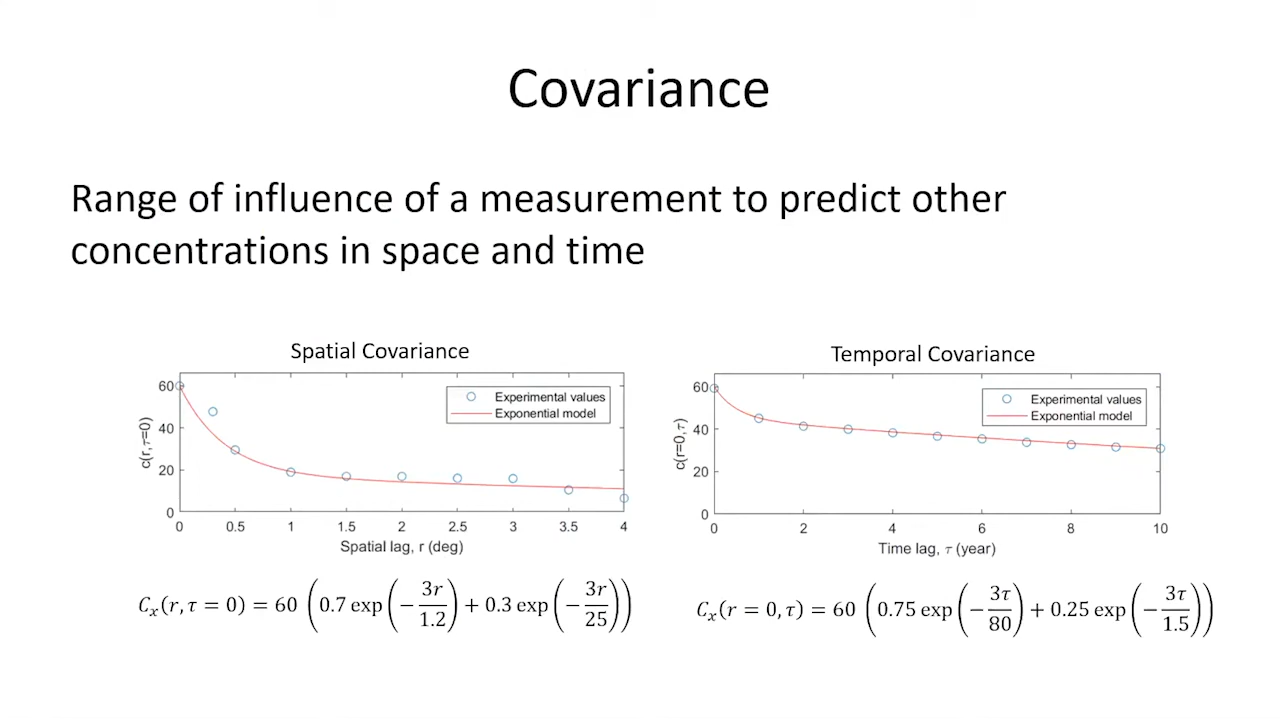 Covariance
Range of influence of a measurement to predict other
concentrations in space and time
Spatial Covariance
60
40
20
0
c(r,τ=0)
Experimental values
Exponential model
0 0.5 1 1.5 2 2.5 3 3.5 4
Spatial lag, r (deg)
C_x(r, τ = 0) = 60 (0.7 exp(−3r/1.2) + 0.3 exp(−3r/25))
Temporal Covariance
60
40
20
0
c(r=0,τ)
Experimental values
Exponential model
0 2 4 6 8 10
Time lag, τ (year)
C_x(r = 0, τ) = 60 (0.75 exp(−3τ/80) + 0.25 exp(−3τ/1.5))